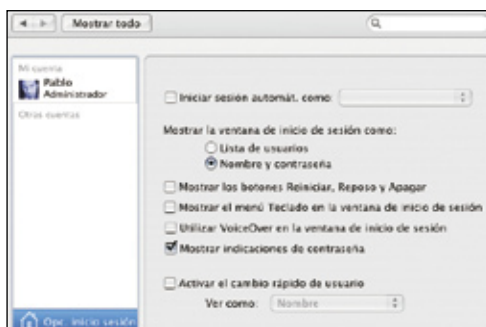 Mostrar todo
Mi cuenta
Pablo
Administrador
Otras cuentas
Iniciar sesión automát. como:
Mostrar la ventana de inicio de sesión como:
Lista de usuarios
Nombre y contraseña
Mostrar los botones Reiniciar, Reposo y Apagar
Mostrar el menú Teclado en la ventana de inicio de sesión
Utilizar VoiceOver en la ventana de inicio de sesión
Mostrar indicaciones de contraseña
Activar el cambio rápido de usuario
Ver como: Nombre
Opc. inicio sesión